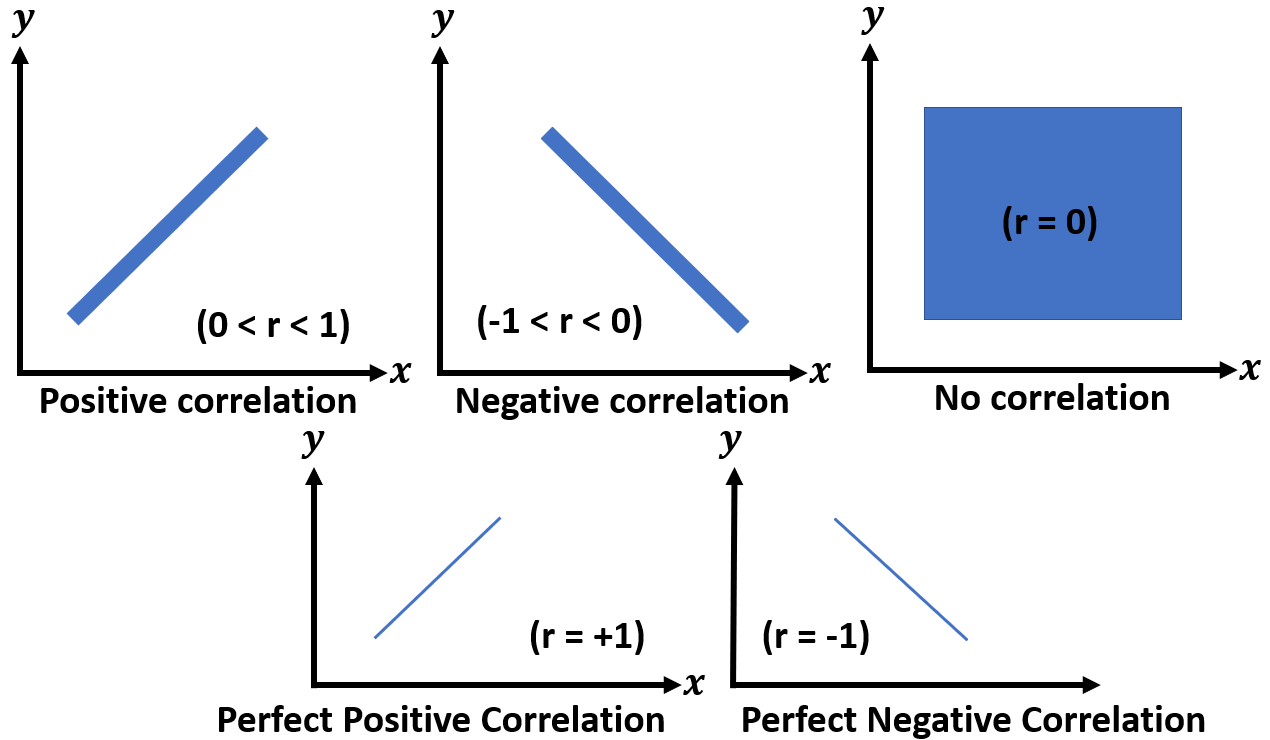 y
y
y
(r = 0)
(0 < r < 1)
(-1 < r < 0)
x
x
x
Positive correlation
Negative correlation
No correlation
y
y
(r = +1)
(r = -1)
x
Perfect Positive Correlation
Perfect Negative Correlation